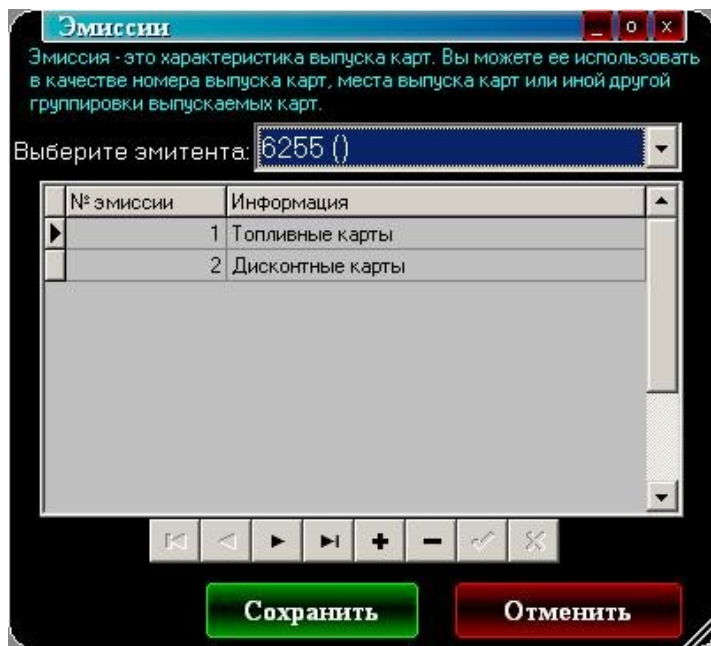 Эмиссии
Эмиссия - это характеристика выпуска карт. Вы можете ее использовать
в качестве номера выпуска карт, места выпуска карт или иной другой
группировки выпускаемых карт.
Выберите эмитента: 6255 ()
№ эмиссии Информация
1 Топливные карты
2 Дисконтные карты
Сохранить Отменить